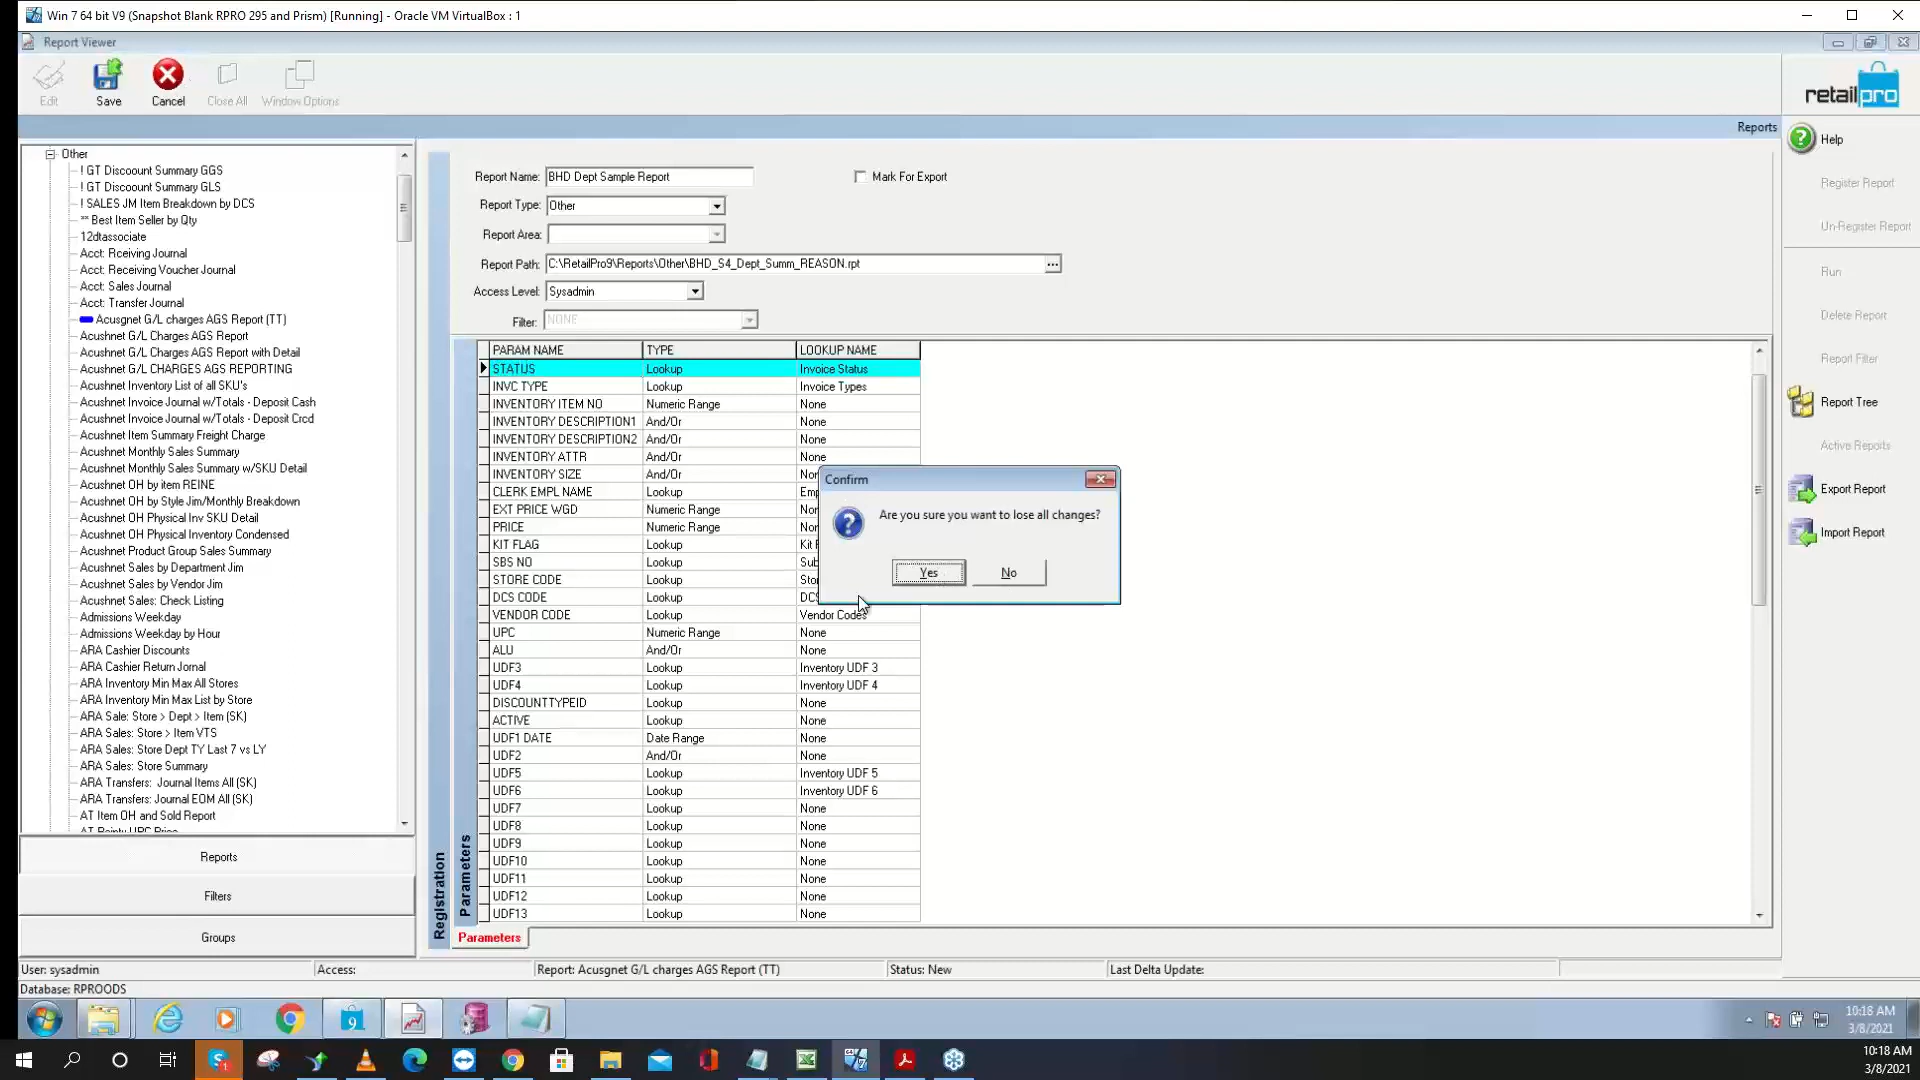 Win 7 64 bit V9 (Snapshot Blank RPRO 295 and Prism) [Running] - Oracle VM VirtualBox : 1
Report Viewer
Edit
Save
Cancel
Close All
Window Options
retailpro
Reports
Other
! GT Discoount Summary GGS
! GT Discoount Summary GLS
! SALES JM Item Breakdown by DCS
** Best Item Seller by Qty
12dtassociate
Acct: Rceiving Journal
Acct: Receiving Voucher Journal
Acct: Sales Journal
Acct: Transfer Journal
Acusgnet G/L charges AGS Report (TT)
Acushnet G/L Charges AGS Report
Acushnet G/L Charges AGS Report with Detail
Acushnet G/L CHARGES AGS REPORTING
Acushnet Inventory List of all SKU's
Acushnet Invoice Journal w/Totals - Deposit Cash
Acushnet Invoice Journal w/Totals - Deposit Crcd
Acushnet Item Summary Freight Charge
Acushnet Monthly Sales Summary
Acushnet Monthly Sales Summary w/SKU Detail
Acushnet OH by item REINE
Acushnet OH by Style Jim/Monthly Breakdown
Acushnet OH Physical Inv SKU Detail
Acushnet OH Physical Inventory Condensed
Acushnet Product Group Sales Summary
Acushnet Sales by Department Jim
Acushnet Sales by Vendor Jim
Acushnet Sales: Check Listing
Admissions Weekday
Admissions Weekday by Hour
ARA Cashier Discounts
ARA Cashier Return Jornal
ARA Inventory Min Max All Stores
ARA Inventory Min Max List by Store
ARA Sale: Store > Dept > Item (SK)
ARA Sales: Store > Item VTS
ARA Sales: Store Dept TY Last 7 vs LY
ARA Sales: Store Summary
ARA Transfers: Journal Items All (SK)
ARA Transfers: Journal EOM All (SK)
AT Item OH and Sold Report
Reports
Filters
Groups
Report Name: BHD Dept Sample Report
Mark For Export
Report Type: Other
Report Area:
Report Path: C:\RetailPro9\Reports\Other\BHD_S4_Dept_Summ_REASON.rpt ...
Access Level: Sysadmin
Filter: NONE
PARAM NAME TYPE LOOKUP NAME
STATUS Lookup Invoice Status
INVC TYPE Lookup Invoice Types
INVENTORY ITEM NO Numeric Range None
INVENTORY DESCRIPTION1 And/Or None
INVENTORY DESCRIPTION2 And/Or None
INVENTORY ATTR And/Or None
INVENTORY SIZE And/Or
CLERK EMPL NAME Lookup
EXT PRICE WGD Numeric Range
PRICE Numeric Range
KIT FLAG Lookup
SBS NO Lookup
STORE CODE Lookup
DCS CODE Lookup
VENDOR CODE Lookup Vendor Codes
UPC Numeric Range None
ALU And/Or None
UDF3 Lookup Inventory UDF 3
UDF4 Lookup Inventory UDF 4
DISCOUNTTYPEID Lookup None
ACTIVE Lookup None
UDF1 DATE Date Range None
UDF2 And/Or None
UDF5 Lookup Inventory UDF 5
UDF6 Lookup Inventory UDF 6
UDF7 Lookup None
UDF8 Lookup None
UDF9 Lookup None
UDF10 Lookup None
UDF11 Lookup None
UDF12 Lookup None
UDF13 Lookup None
Registration
Parameters
Parameters
Confirm
Are you sure you want to lose all changes?
Yes
No
Help
Register Report
Un-Register Report
Run
Delete Report
Report Filter
Report Tree
Active Reports
Export Report
Import Report
User: sysadmin
Access:
Report: Acusgnet G/L charges AGS Report (TT)
Status: New
Last Delta Update:
Database: RPROODS
10:18 AM
3/8/2021
10:18 AM
3/8/2021